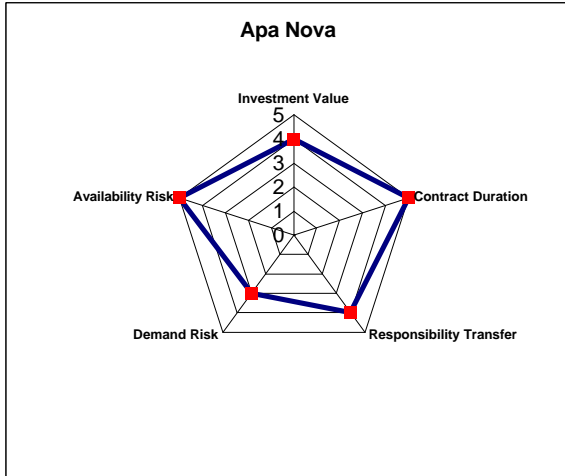 Apa Nova
Investment Value
5
4
3
2
1
0
Availability Risk
Contract Duration
Demand Risk
Responsibility Transfer